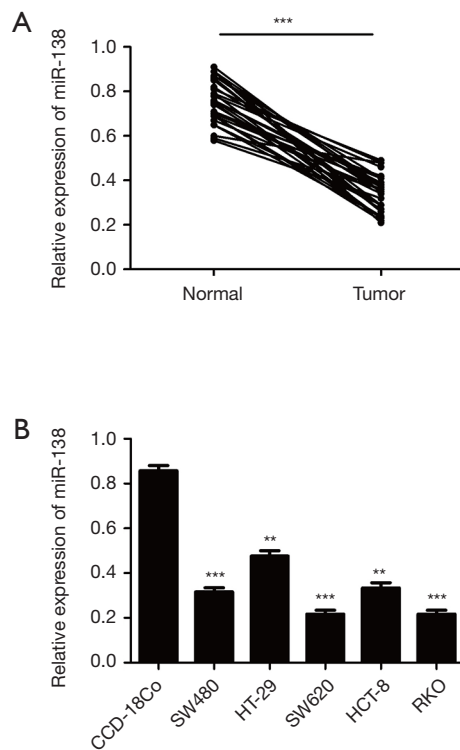 A
***
Relative expression of miR-138
1.0
0.8
0.6
0.4
0.2
0.0
Normal Tumor
B
Relative expression of miR-138
1.0
0.8
0.6
0.4
0.2
0.0
*** ** *** ** ***
CCD-18Co SW480 HT-29 SW620 HCT-8 RKO